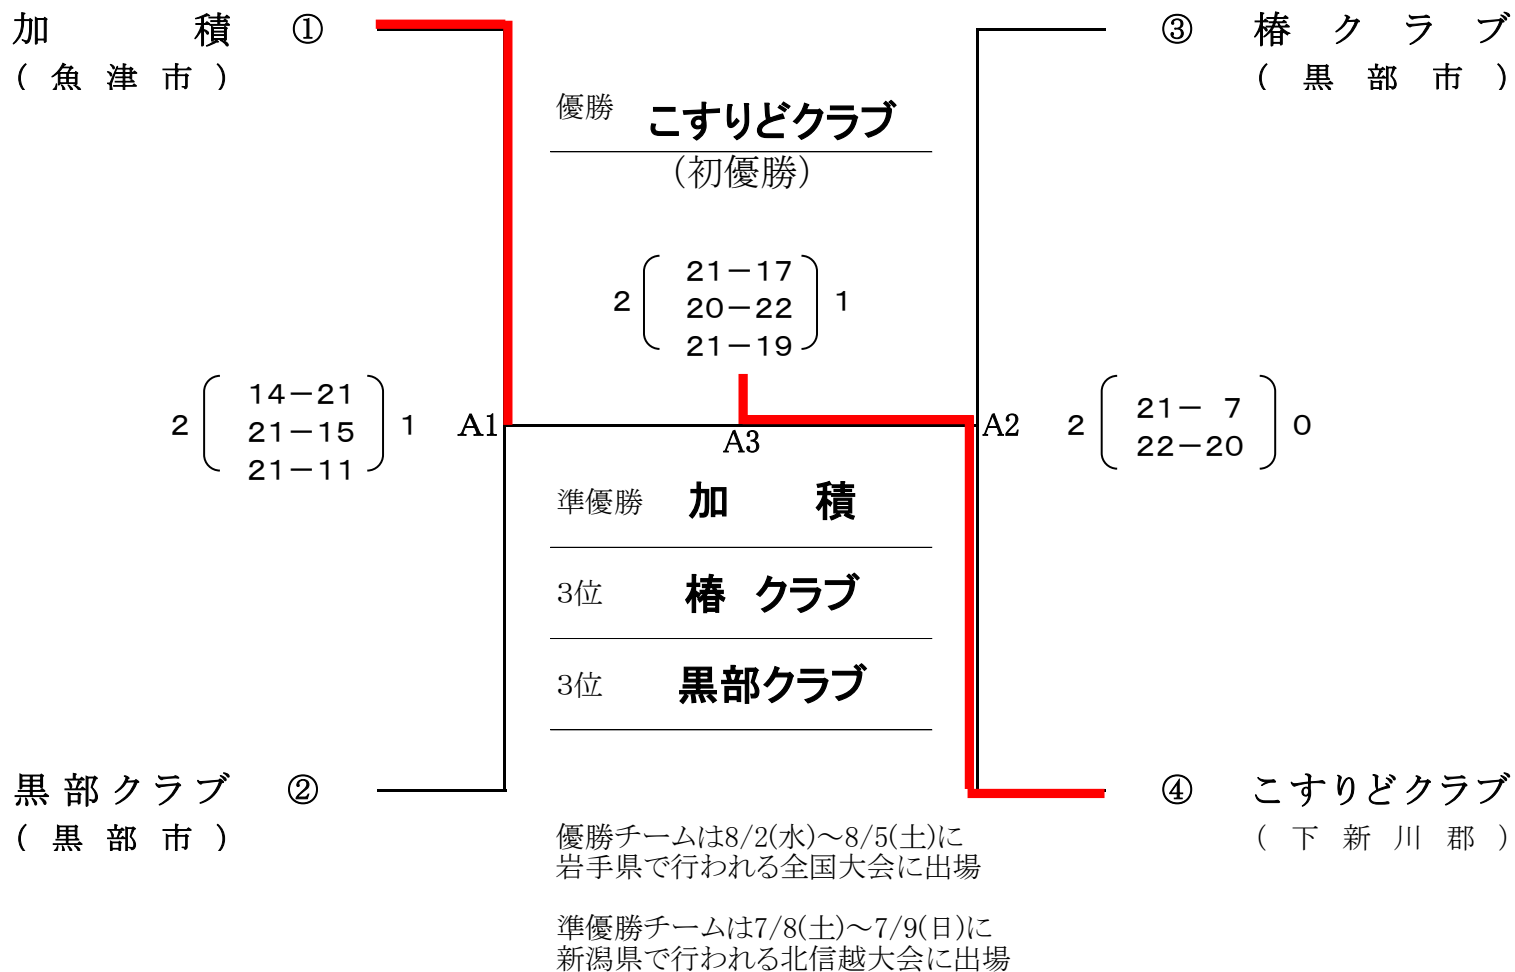 加積 ①
(魚津市)
③ 椿クラブ
(黒部市)
優勝 こすりどクラブ
(初優勝)
2 21－17 1
20－22
21－19
2 14－21 1
21－15
21－11
A1
A3
A2
2 21－ 7 0
22－20
準優勝 加 積
3位 椿 クラブ
3位 黒部クラブ
黒部クラブ ②
(黒部市)
④ こすりどクラブ
(下新川郡)
優勝チームは8/2(水)～8/5(土)に
岩手県で行われる全国大会に出場
準優勝チームは7/8(土)～7/9(日)に
新潟県で行われる北信越大会に出場